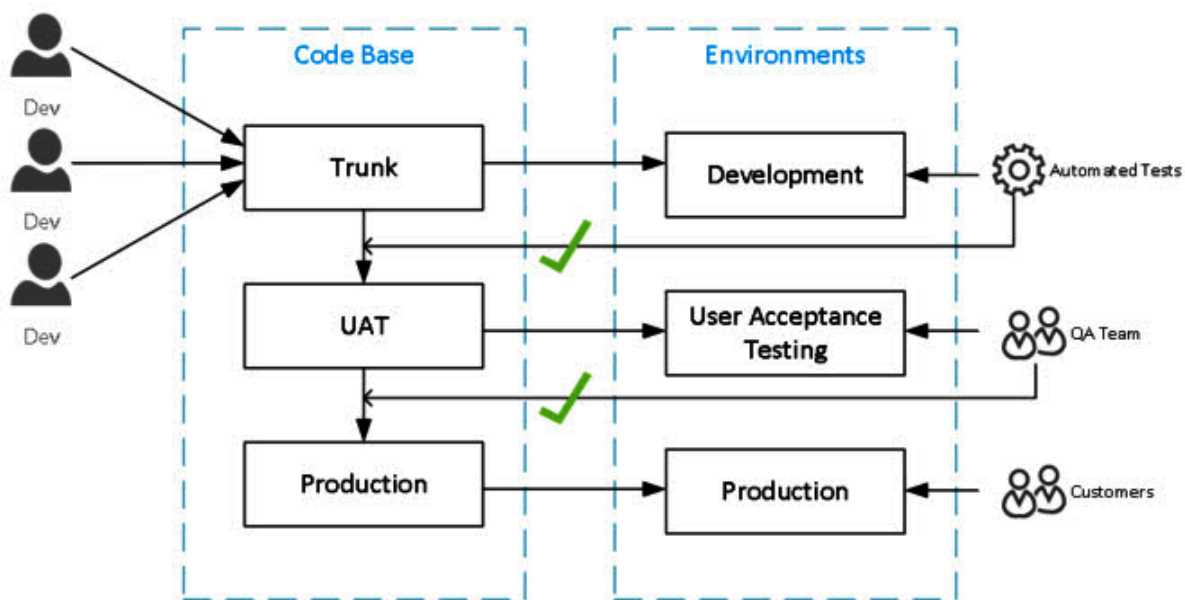 Code Base
Environments
Dev
Trunk
Development
Automated Tests
Dev
UAT
User Acceptance
Testing
QA Team
Dev
Production
Production
Customers